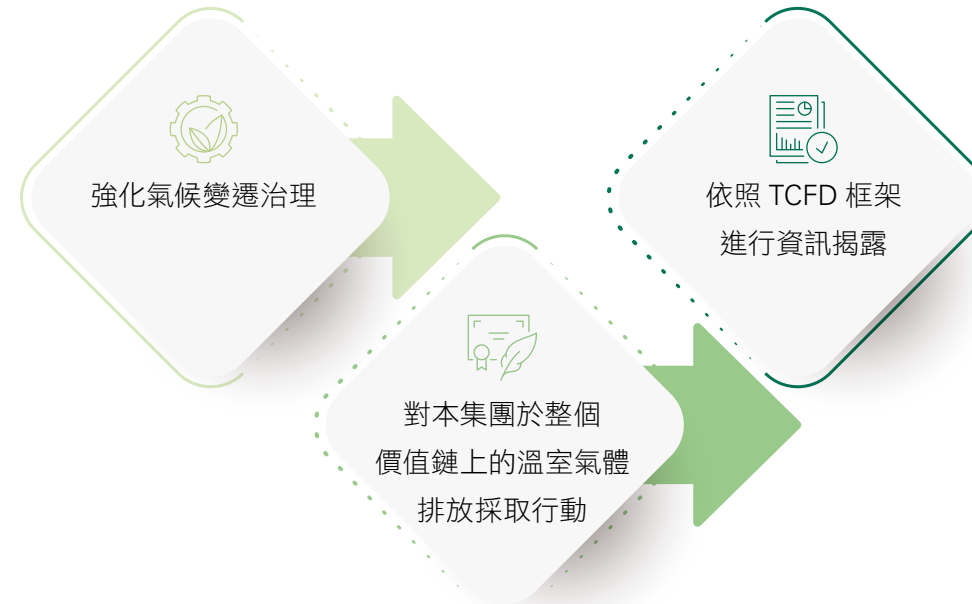 強化氣候變遷治理
對本集團於整個
價值鏈上的溫室氣體
排放採取行動
依照 TCFD 框架
進行資訊揭露